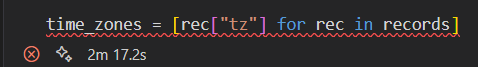 time_zones = [rec["tz"] for rec in records]
2m 17.2s